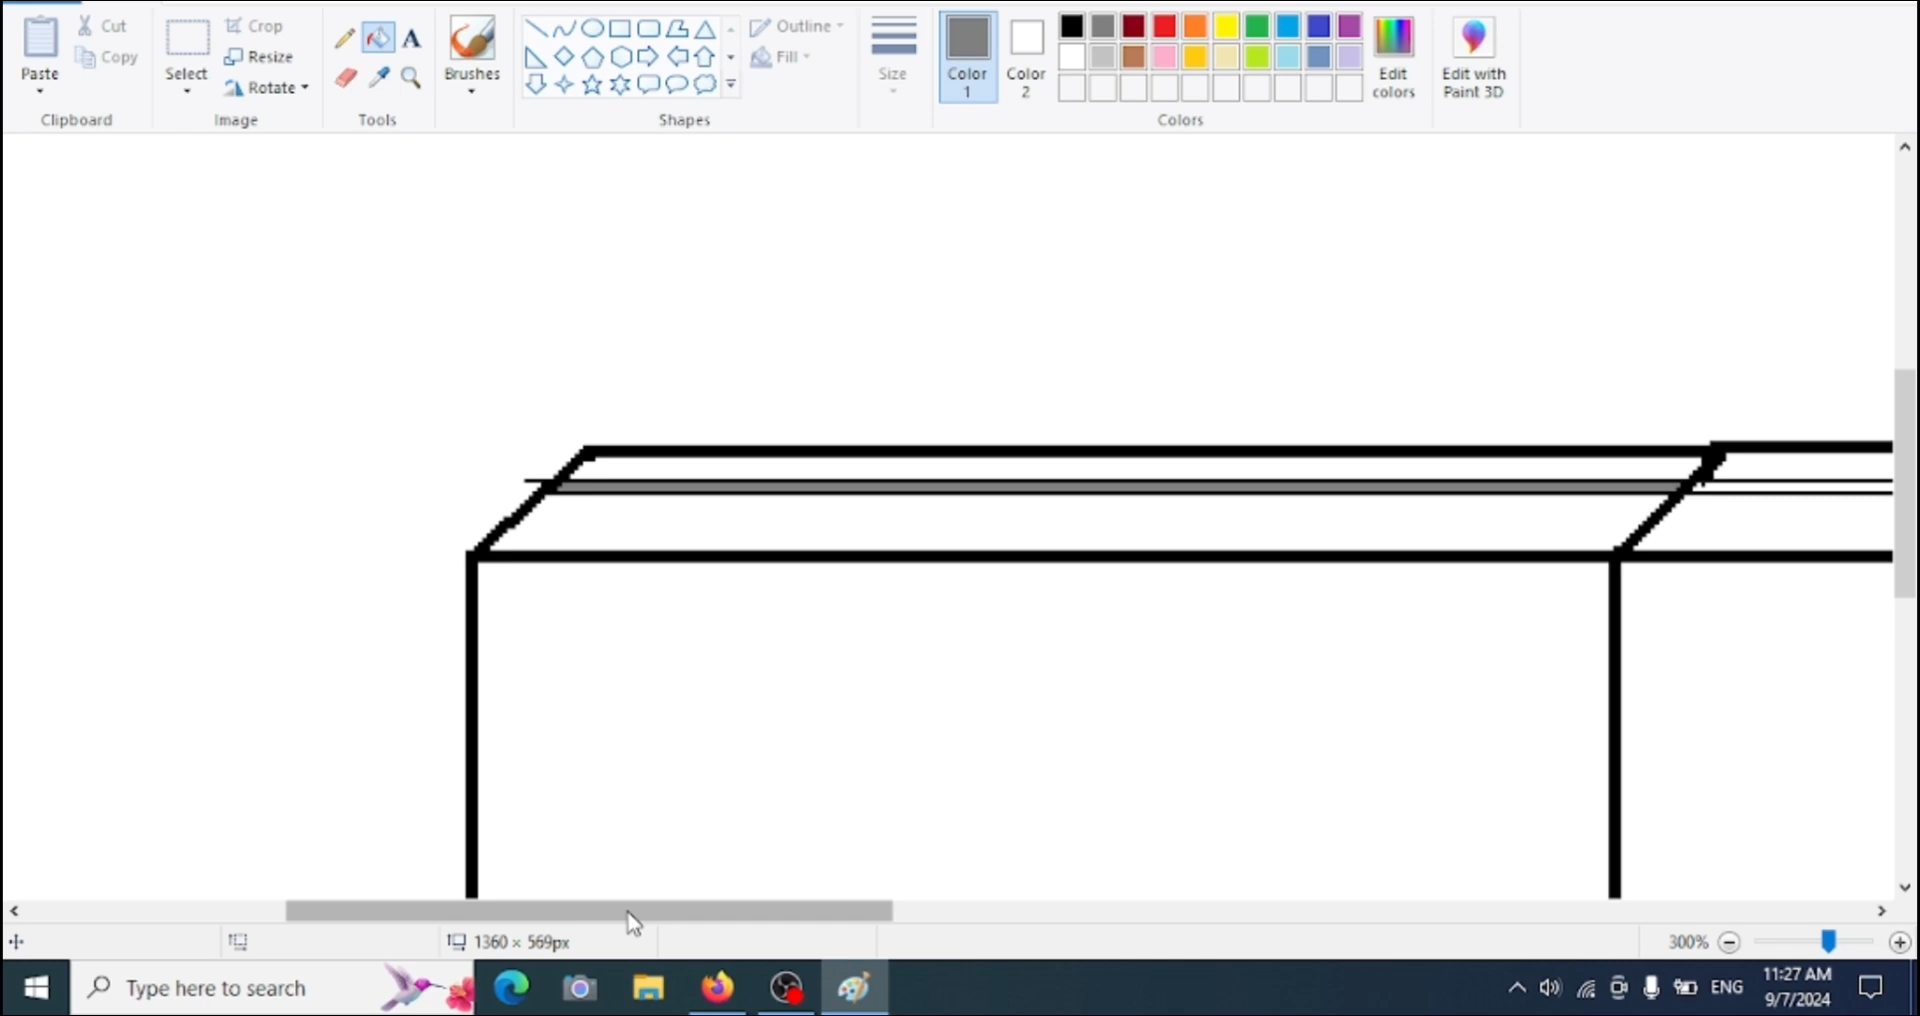 Paste
Cut
Copy
Clipboard
Select
Crop
Resize
Rotate
Image
A
Tools
Brushes
Shapes
Outline
Fill
Size
Color
1
Color
2
Colors
Edit
colors
Edit with
Paint 3D
1360 × 569px
300%
Type here to search
ENG
11:27 AM
9/7/2024